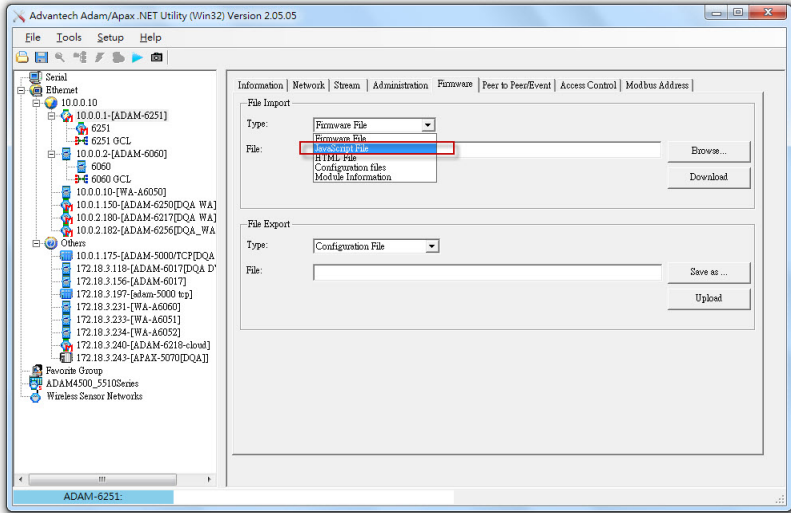 Advantech Adam/Apax .NET Utility (Win32) Version 2.05.05
File Tools Setup Help
Serial
Ethernet
10.0.0.10
10.0.0.1-[ADAM-6251]
6251
6251 GCL
10.0.0.2-[ADAM-6060]
6060
6060 GCL
10.0.0.10-[WA-A6050]
10.0.1.150-[ADAM-6250[DQA WA]
10.0.2.180-[ADAM-6217[DQA WA]
10.0.2.182-[ADAM-6256[DQA_WA
Others
10.0.1.175-[ADAM-5000/TCP[DQA
172.18.3.118-[ADAM-6017[DQA D'
172.18.3.156-[ADAM-6017]
172.18.3.197-[adam-5000 tcp]
172.18.3.231-[WA-A6060]
172.18.3.233-[WA-A6051]
172.18.3.234-[WA-A6052]
172.18.3.240-[ADAM-6218-cloud]
172.18.3.243-[APAX-5070[DQA]]
Favorite Group
ADAM4500_5510Series
Wireless Sensor Networks
Information Network Stream Administration Firmware Peer to Peer/Event Access Control Modbus Address
File Import
Type: Firmware File
Firmware File
JavaScript File
HTML File
Configuration files
Module Information
File: Browse...
Download
File Export
Type: Configuration File
File: Save as ...
Upload
ADAM-6251: